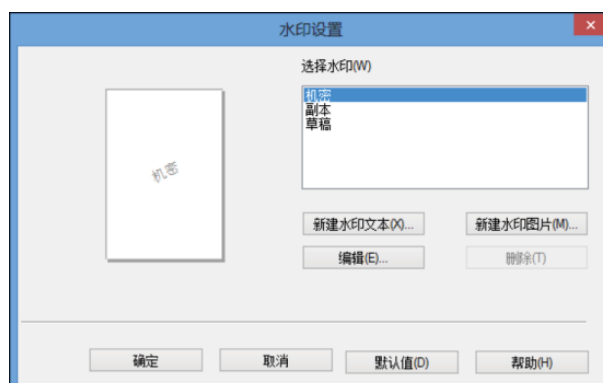 水印设置
选择水印(W)
机密
副本
草稿
机密
新建水印文本(X)... 新建水印图片(M)...
编辑(E)... 删除(T)
确定 取消 默认值(D) 帮助(H)